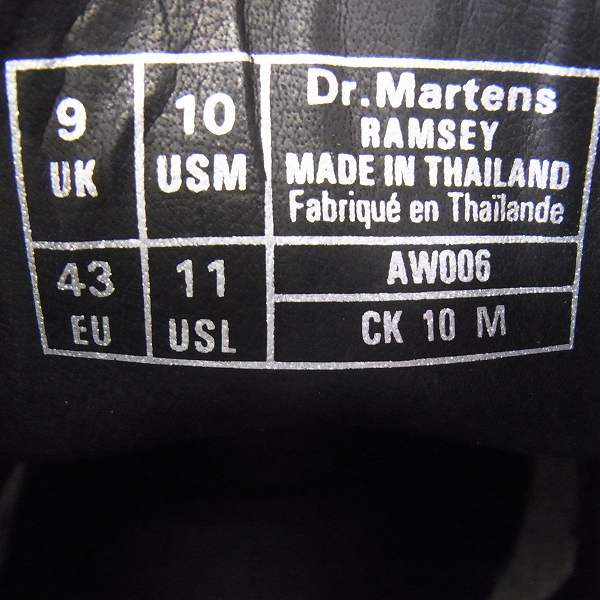 9
UK
10
USM
Dr.Martens
RAMSEY
MADE IN THAILAND
Fabriqué en Thaïlande
43
EU
11
USL
AW006
CK 10 M